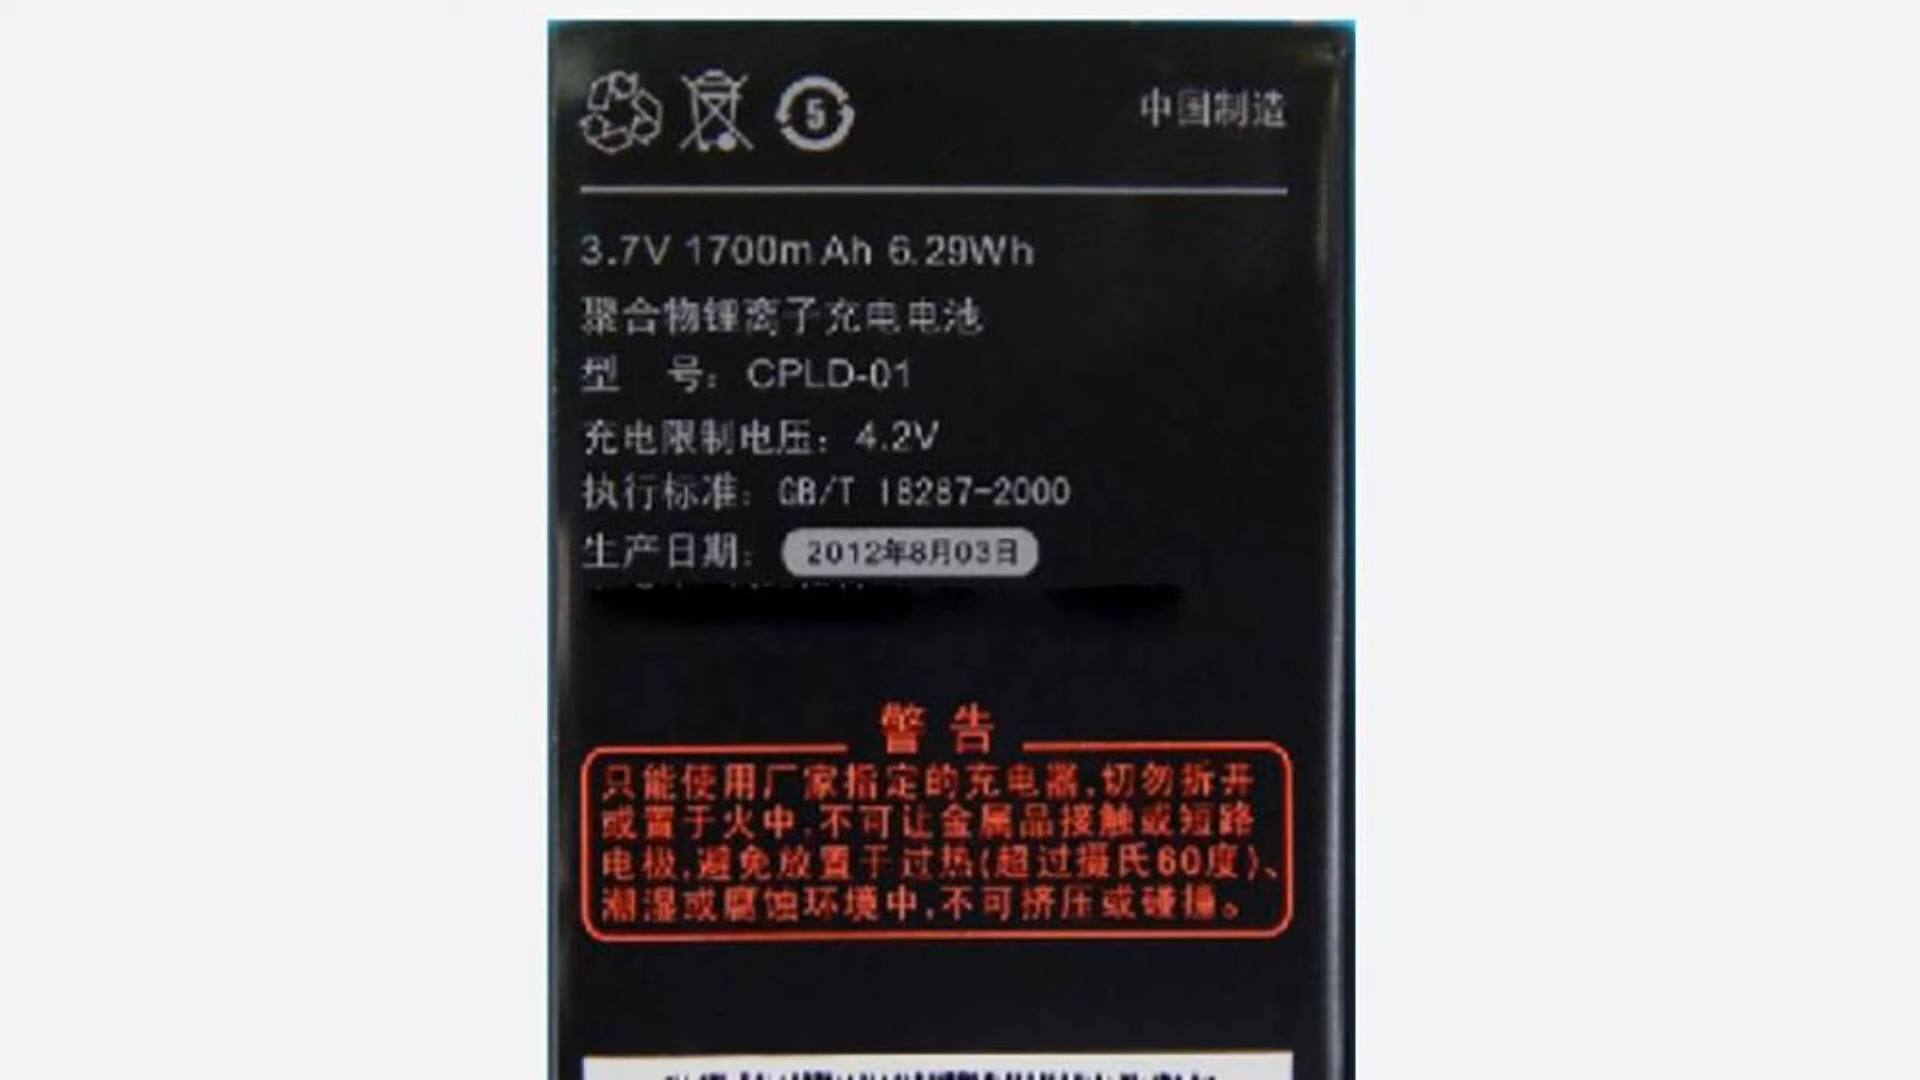 5
中国制造
3.7V 1700mAh 6.29Wh
聚合物锂离子充电电池
型 号: CPLD-01
充电限制电压: 4.2V
执行标准: GB/T 18287-2000
生产日期: 2012年8月03日
警告
只能使用厂家指定的充电器,切勿拆开
或置于火中,不可让金属品接触或短路
电极,避免放置于过热(超过摄氏60度)、
潮湿或腐蚀环境中,不可挤压或碰撞。